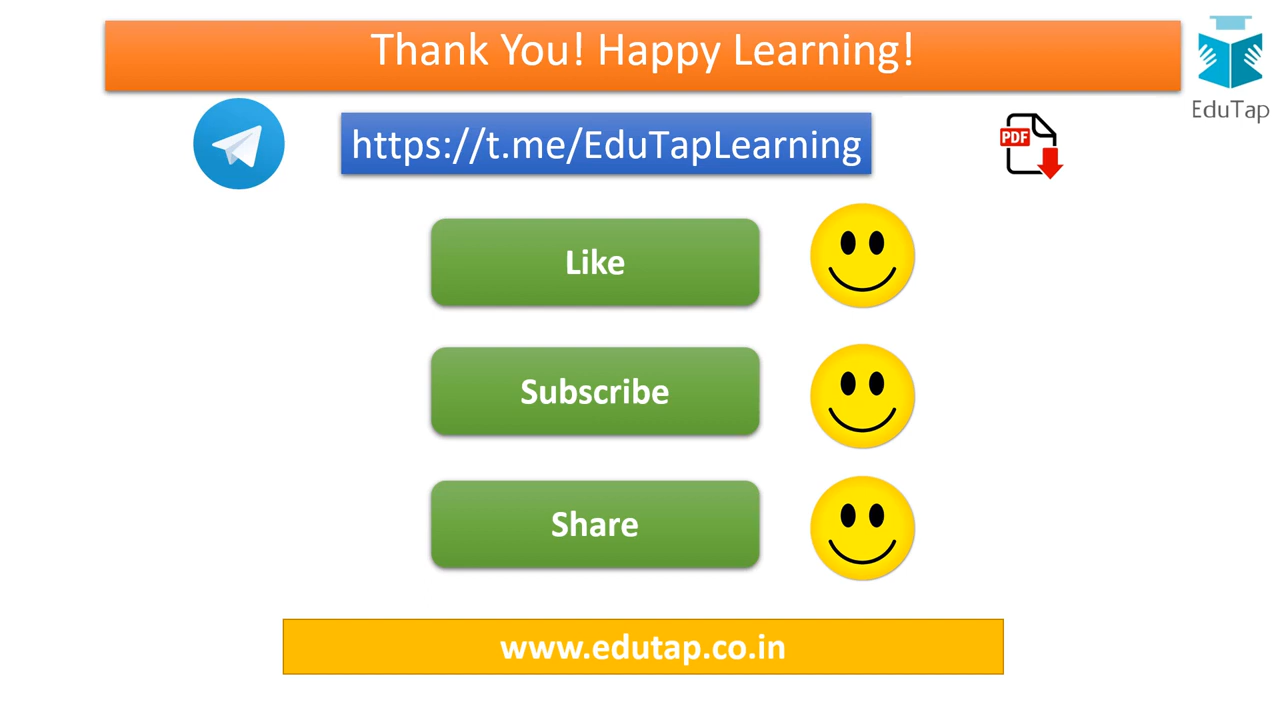 Thank You! Happy Learning!
EduTap
https://t.me/EduTapLearning
PDF
Like
Subscribe
Share
www.edutap.co.in